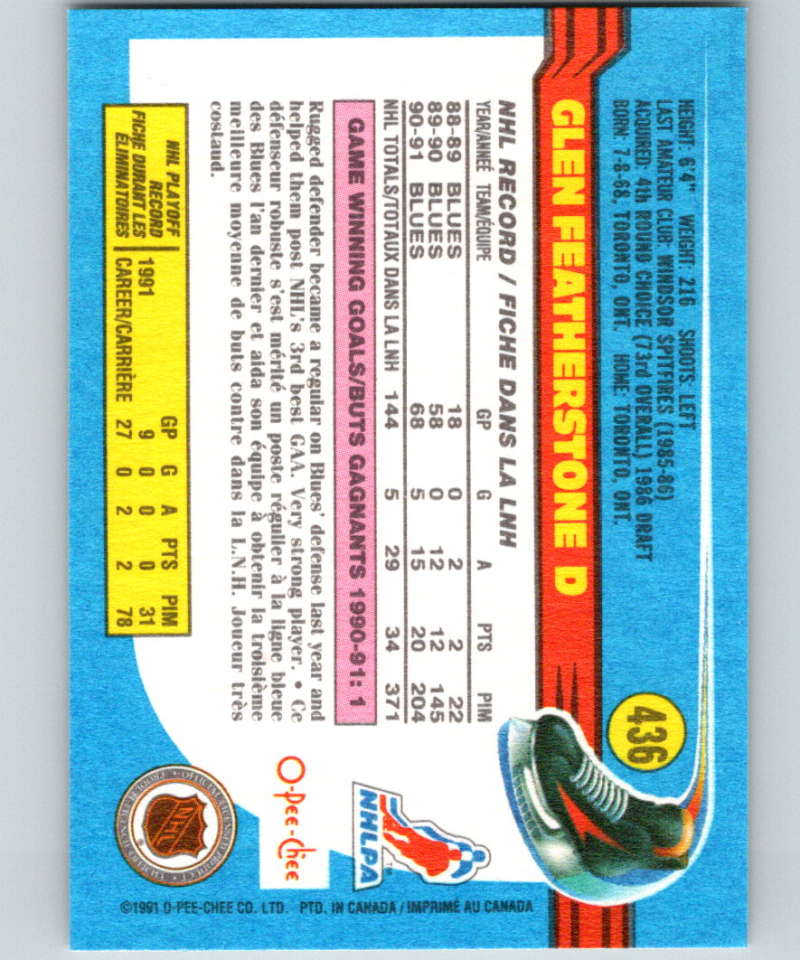 436
HEIGHT: 6'4" WEIGHT: 216 SHOOTS: LEFT
LAST AMATEUR CLUB: WINDSOR SPITFIRES (1985-86)
ACQUIRED: 4th ROUND CHOICE (73rd OVERALL) 1986 DRAFT
BORN: 7-8-68, TORONTO, ONT. HOME: TORONTO, ONT.
GLEN FEATHERSTONE D
NHL RECORD / FICHE DANS LA LNH
YEAR/ANNÉE TEAM/ÉQUIPE GP G A PTS PIM
88-89 BLUES 18 0 2 2 22
89-90 BLUES 58 0 12 12 145
90-91 BLUES 68 5 15 20 204
NHL TOTALS/TOTAUX DANS LA LNH 144 5 29 34 371
GAME WINNING GOALS/BUTS GAGNANTS 1990-91: 1
Rugged defender became a regular on Blues' defense last year and
helped them post NHL's 3rd best GAA. Very strong player. • Ce
défenseur robuste s'est mérité un poste régulier à la ligne bleue
des Blues l'an dernier et aida son équipe à obtenir la troisième
meilleure moyenne de buts contre dans la L.N.H. Joueur très
costaud.
NHL PLAYOFF
RECORD
FICHE DURANT LES
ÉLIMINATOIRES
GP G A PTS PIM
1991 9 0 0 0 31
CAREER/CARRIÈRE 27 0 2 2 78
NHLPA
TM
O-Pee-Chee
NHL
©1991 O-PEE-CHEE CO. LTD. PTD. IN CANADA / IMPRIMÉ AU CANADA